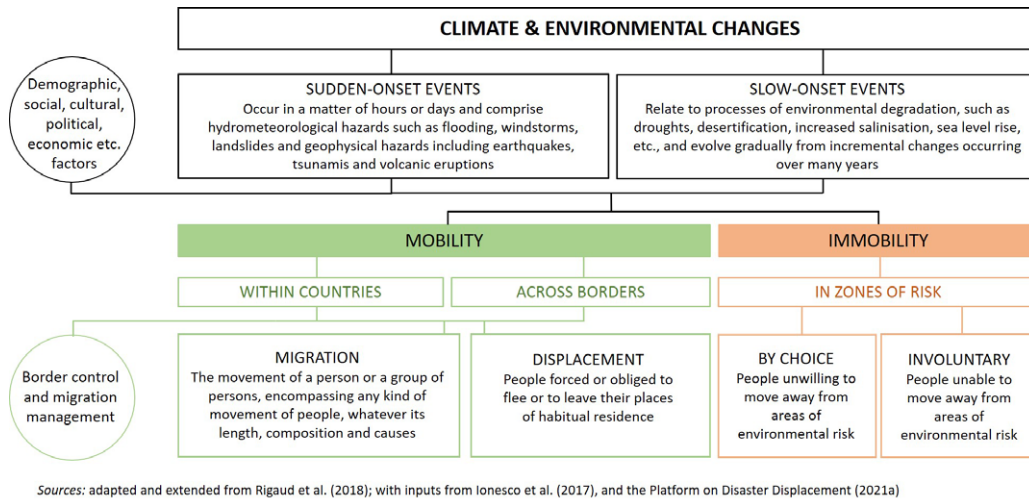 CLIMATE & ENVIRONMENTAL CHANGES
Demographic,
social, cultural,
political,
economic etc.
factors
SUDDEN-ONSET EVENTS
Occur in a matter of hours or days and comprise
hydrometeorological hazards such as flooding, windstorms,
landslides and geophysical hazards including earthquakes,
tsunamis and volcanic eruptions
SLOW-ONSET EVENTS
Relate to processes of environmental degradation, such as
droughts, desertification, increased salinisation, sea level rise,
etc., and evolve gradually from incremental changes occurring
over many years
MOBILITY
IMMOBILITY
WITHIN COUNTRIES
ACROSS BORDERS
IN ZONES OF RISK
Border control
and migration
management
MIGRATION
The movement of a person or a group of
persons, encompassing any kind of
movement of people, whatever its
length, composition and causes
DISPLACEMENT
People forced or obliged to
flee or to leave their places
of habitual residence
BY CHOICE
People unwilling to
move away from
areas of
environmental risk
INVOLUNTARY
People unable to
move away from
areas of
environmental risk
Sources: adapted and extended from Rigaud et al. (2018); with inputs from Ionesco et al. (2017), and the Platform on Disaster Displacement (2021a)